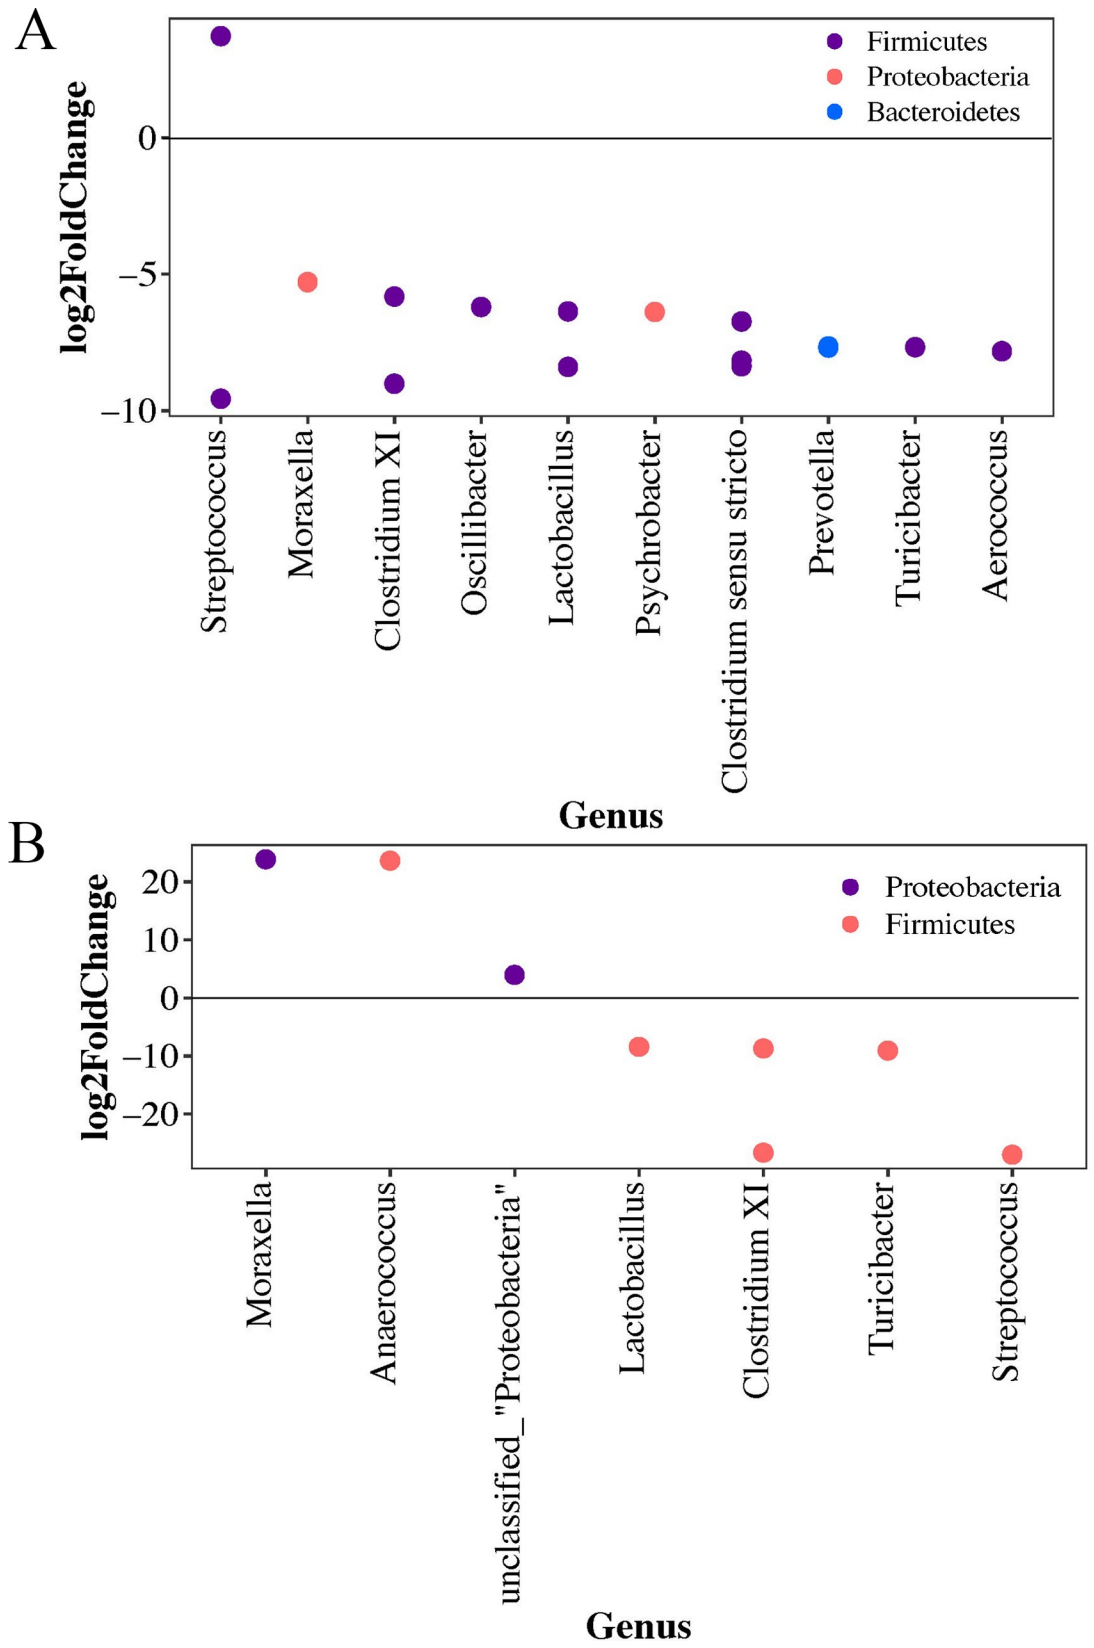 A
Firmicutes
Proteobacteria
Bacteroidetes
log2FoldChange
0
−5
−10
Streptococcus
Moraxella
Clostridium XI
Oscillibacter
Lactobacillus
Psychrobacter
Clostridium sensu stricto
Prevotella
Turicibacter
Aerococcus
Genus
B
Proteobacteria
Firmicutes
log2FoldChange
20
10
0
−10
−20
Moraxella
Anaerococcus
unclassified_"Proteobacteria"
Lactobacillus
Clostridium XI
Turicibacter
Streptococcus
Genus